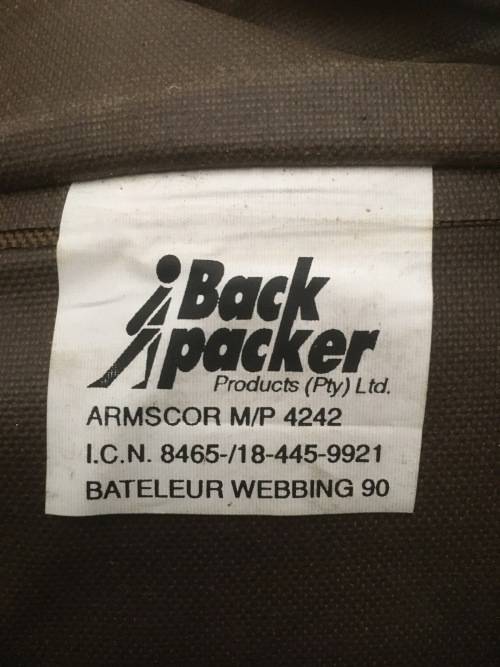 Back
packer
Products (Pty) Ltd.
ARMSCOR M/P 4242
I.C.N. 8465-/18-445-9921
BATELEUR WEBBING 90